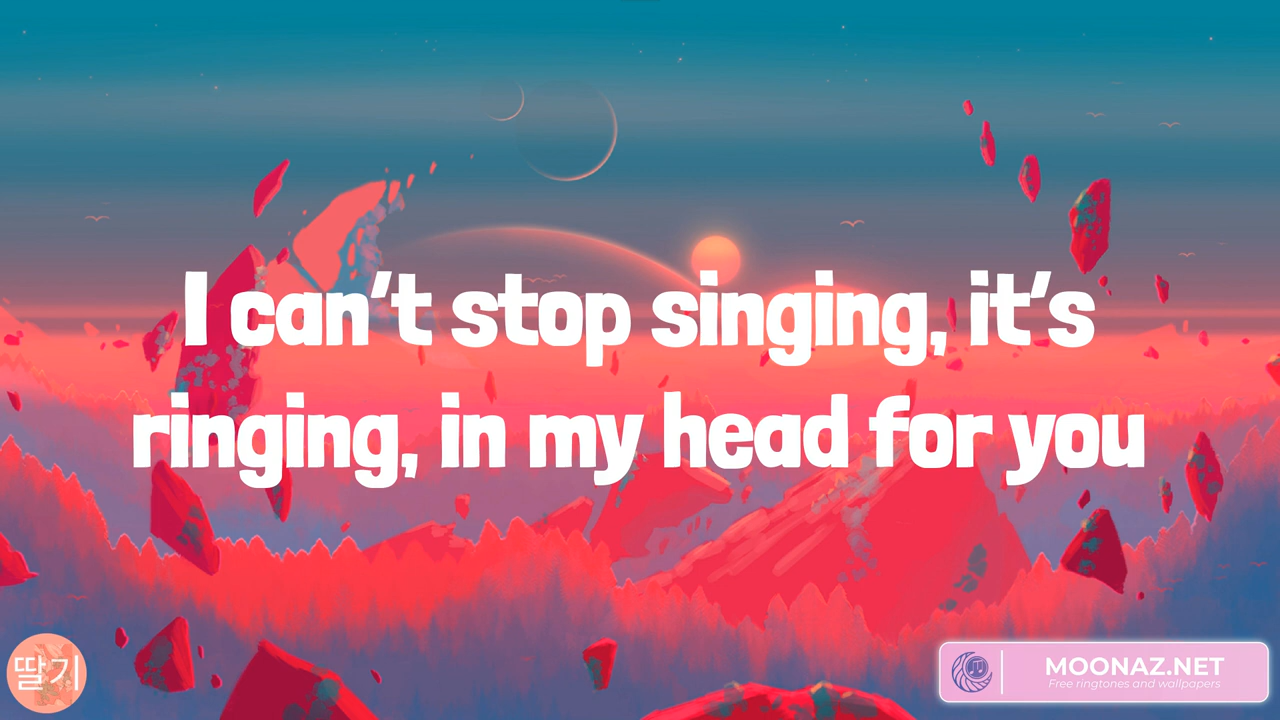 I can't stop singing, it's
ringing, in my head for you
딸기
MOONAZ.NET
Free ringtones and wallpapers